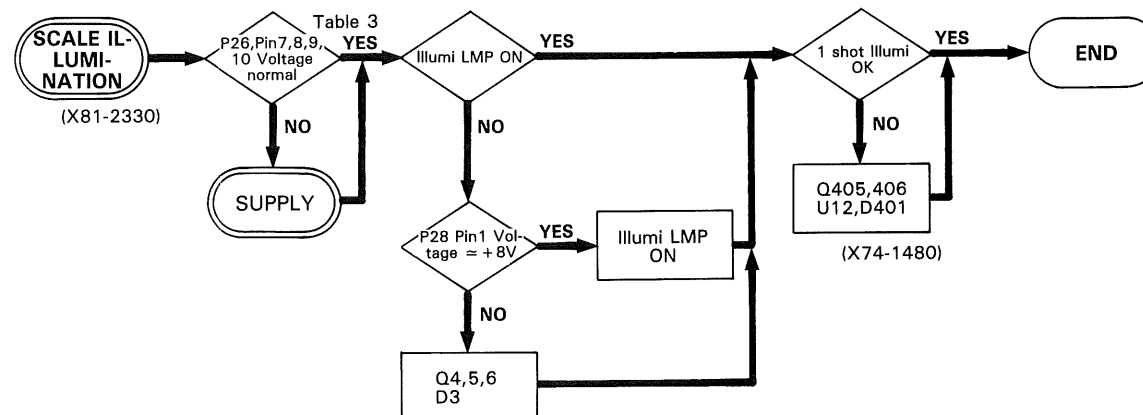 SCALE IL-
LUMI-
NATION
(X81-2330)
P26,Pin7,8,9,
10 Voltage
normal
Table 3
YES
NO
SUPPLY
Illumi LMP ON
YES
NO
P28 Pin1 Vol-
tage ≃ +8V
YES
Illumi LMP
ON
NO
Q4,5,6
D3
1 shot Illumi
OK
YES
NO
Q405,406
U12,D401
(X74-1480)
END